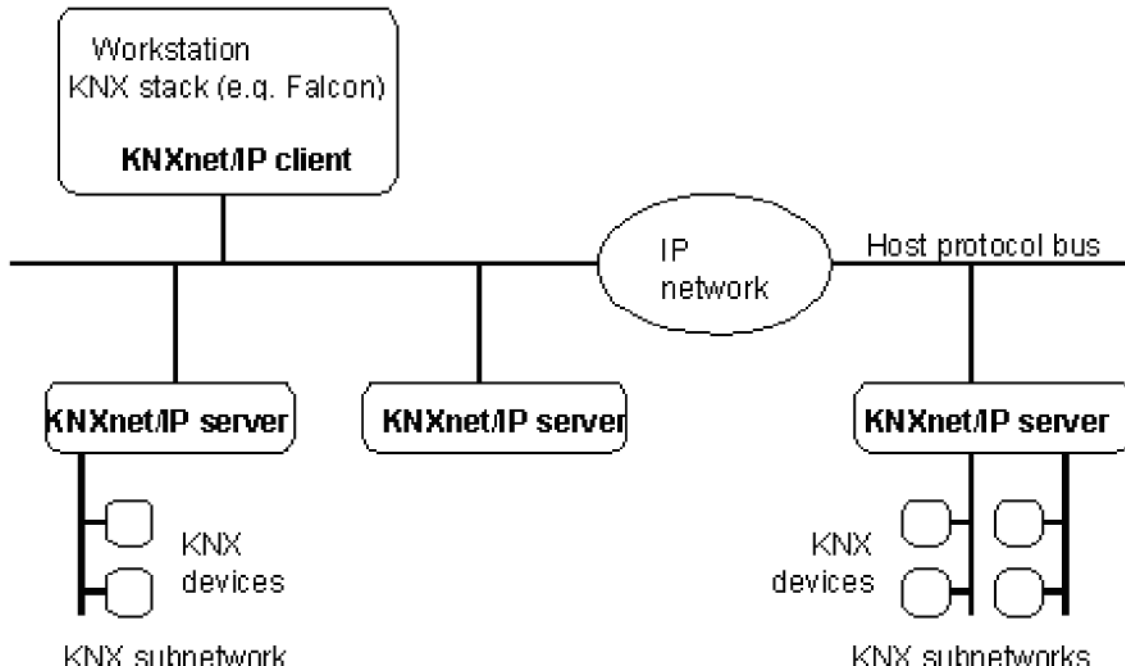 Workstation
KNX stack (e.g. Falcon)
KNXnet/IP client
IP
network
Host protocol bus
KNXnet/IP server
KNXnet/IP server
KNXnet/IP server
KNX
devices
KNX
devices
KNX subnetwork
KNX subnetworks